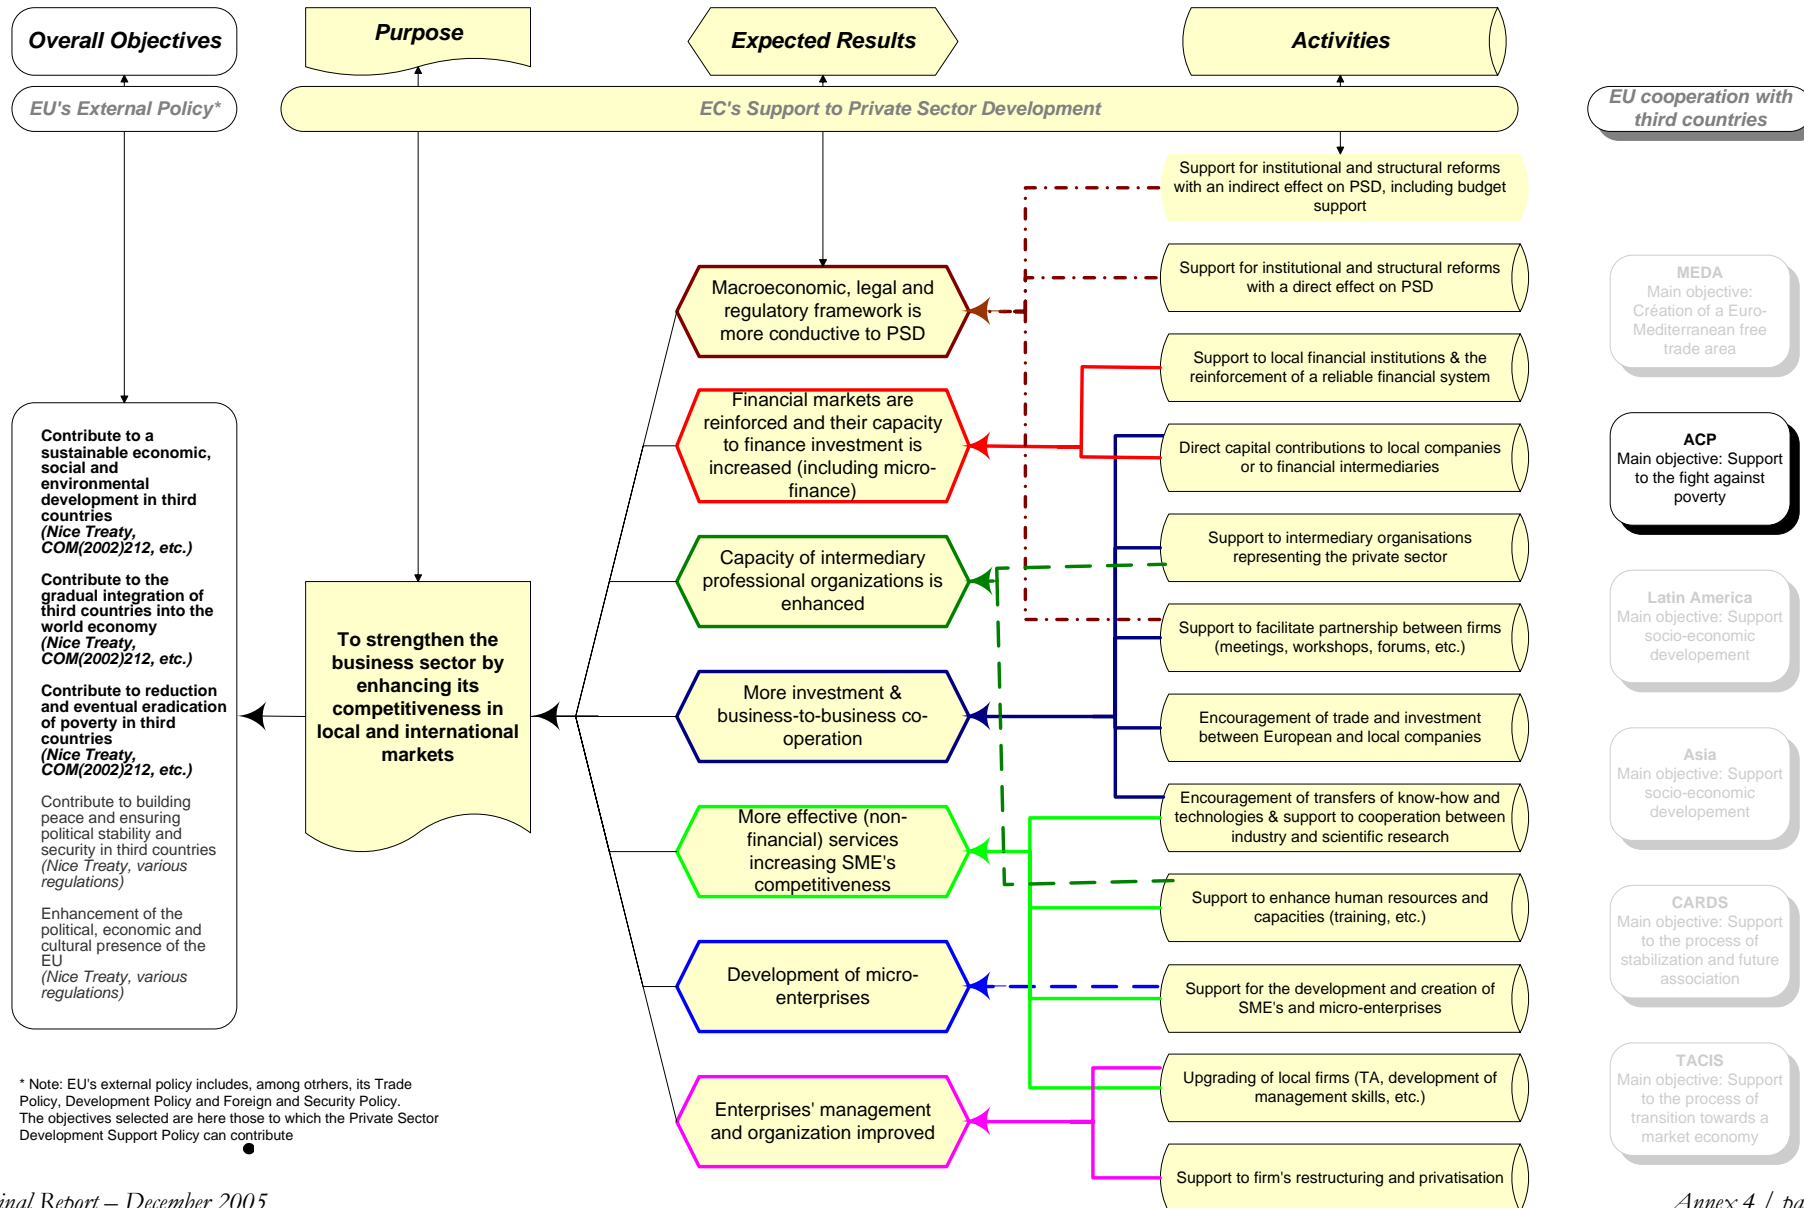 Overall Objectives
Purpose
Expected Results
Activities
EU's External Policy*
EC's Support to Private Sector Development
EU cooperation with
third countries
Contribute to a
sustainable economic,
social and
environmental
development in third
countries
(Nice Treaty,
COM(2002)212, etc.)
Contribute to the
gradual integration of
third countries into the
world economy
(Nice Treaty,
COM(2002)212, etc.)
Contribute to reduction
and eventual eradication
of poverty in third
countries
(Nice Treaty,
COM(2002)212, etc.)
Contribute to building
peace and ensuring
political stability and
security in third countries
(Nice Treaty, various
regulations)
Enhancement of the
political, economic and
cultural presence of the
EU
(Nice Treaty, various
regulations)
To strengthen the
business sector by
enhancing its
competitiveness in
local and international
markets
Macroeconomic, legal and
regulatory framework is
more conductive to PSD
Financial markets are
reinforced and their capacity
to finance investment is
increased (including micro-
finance)
Capacity of intermediary
professional organizations is
enhanced
More investment &
business-to-business co-
operation
More effective (non-
financial) services
increasing SME's
competitiveness
Development of micro-
enterprises
Enterprises' management
and organization improved
Support for institutional and structural reforms
with an indirect effect on PSD, including budget
support
Support for institutional and structural reforms
with a direct effect on PSD
Support to local financial institutions & the
reinforcement of a reliable financial system
Direct capital contributions to local companies
or to financial intermediaries
Support to intermediary organisations
representing the private sector
Support to facilitate partnership between firms
(meetings, workshops, forums, etc.)
Encouragement of trade and investment
between European and local companies
Encouragement of transfers of know-how and
technologies & support to cooperation between
industry and scientific research
Support to enhance human resources and
capacities (training, etc.)
Support for the development and creation of
SME's and micro-enterprises
Upgrading of local firms (TA, development of
management skills, etc.)
Support to firm's restructuring and privatisation
MEDA
Main objective:
Création of a Euro-
Mediterranean free
trade area
ACP
Main objective: Support
to the fight against
poverty
Latin America
Main objective: Support
socio-economic
developement
Asia
Main objective: Support
socio-economic
developement
CARDS
Main objective: Support
to the process of
stabilization and future
association
TACIS
Main objective: Support
to the process of
transition towards a
market economy
* Note: EU's external policy includes, among others, its Trade
Policy, Development Policy and Foreign and Security Policy.
The objectives selected are here those to which the Private Sector
Development Support Policy can contribute
inal Report – December 2005
Annex 4 / pa